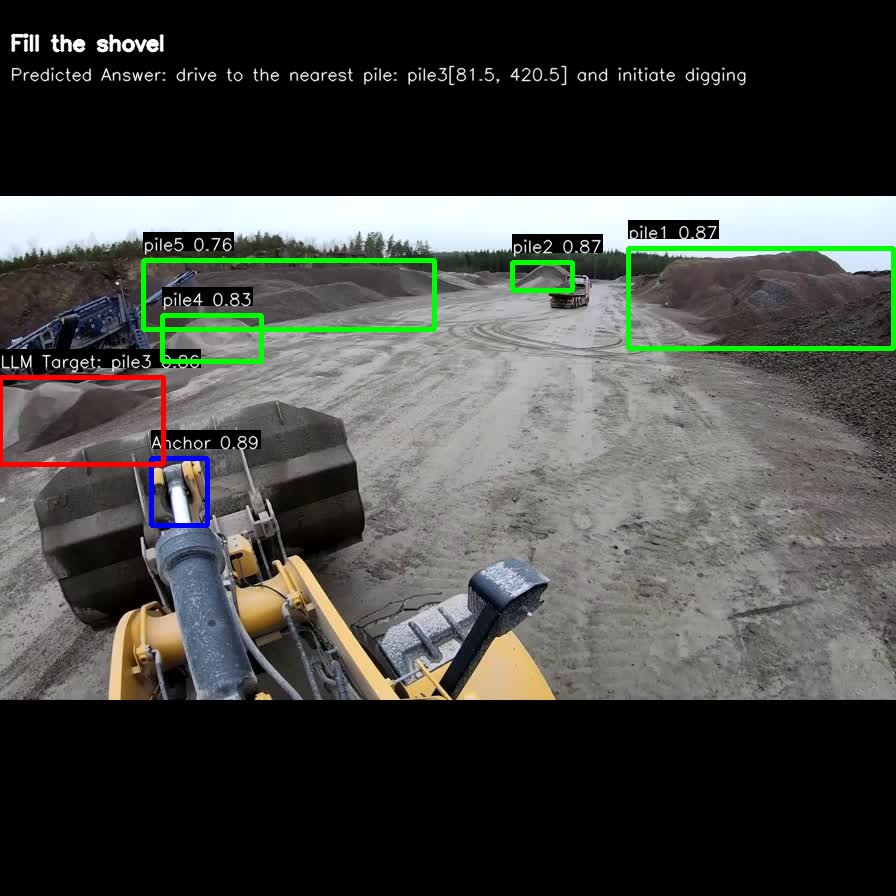 Fill the shovel
Predicted Answer: drive to the nearest pile: pile3[81.5, 420.5] and initiate digging
pile1 0.87
pile5 0.76
pile2 0.87
pile4 0.83
LLM Target: pile3 0.86
Anchor 0.89